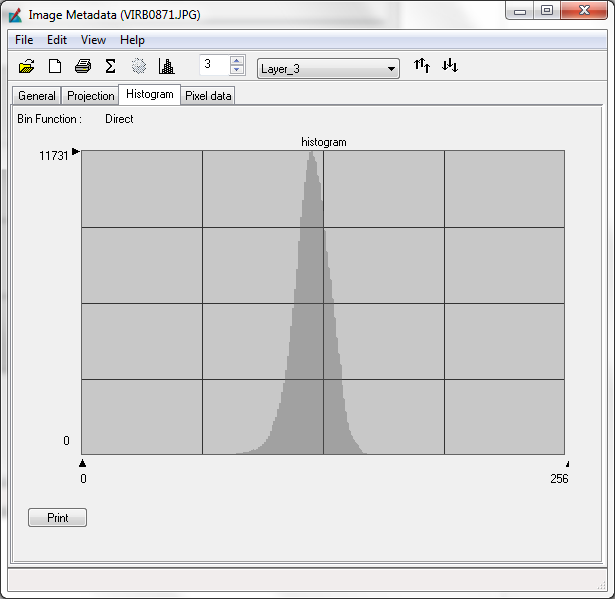 Image Metadata (VIRB0871.JPG)
File Edit View Help
Σ 3 Layer_3
General Projection Histogram Pixel data
Bin Function : Direct
histogram
11731
0
0 256
Print